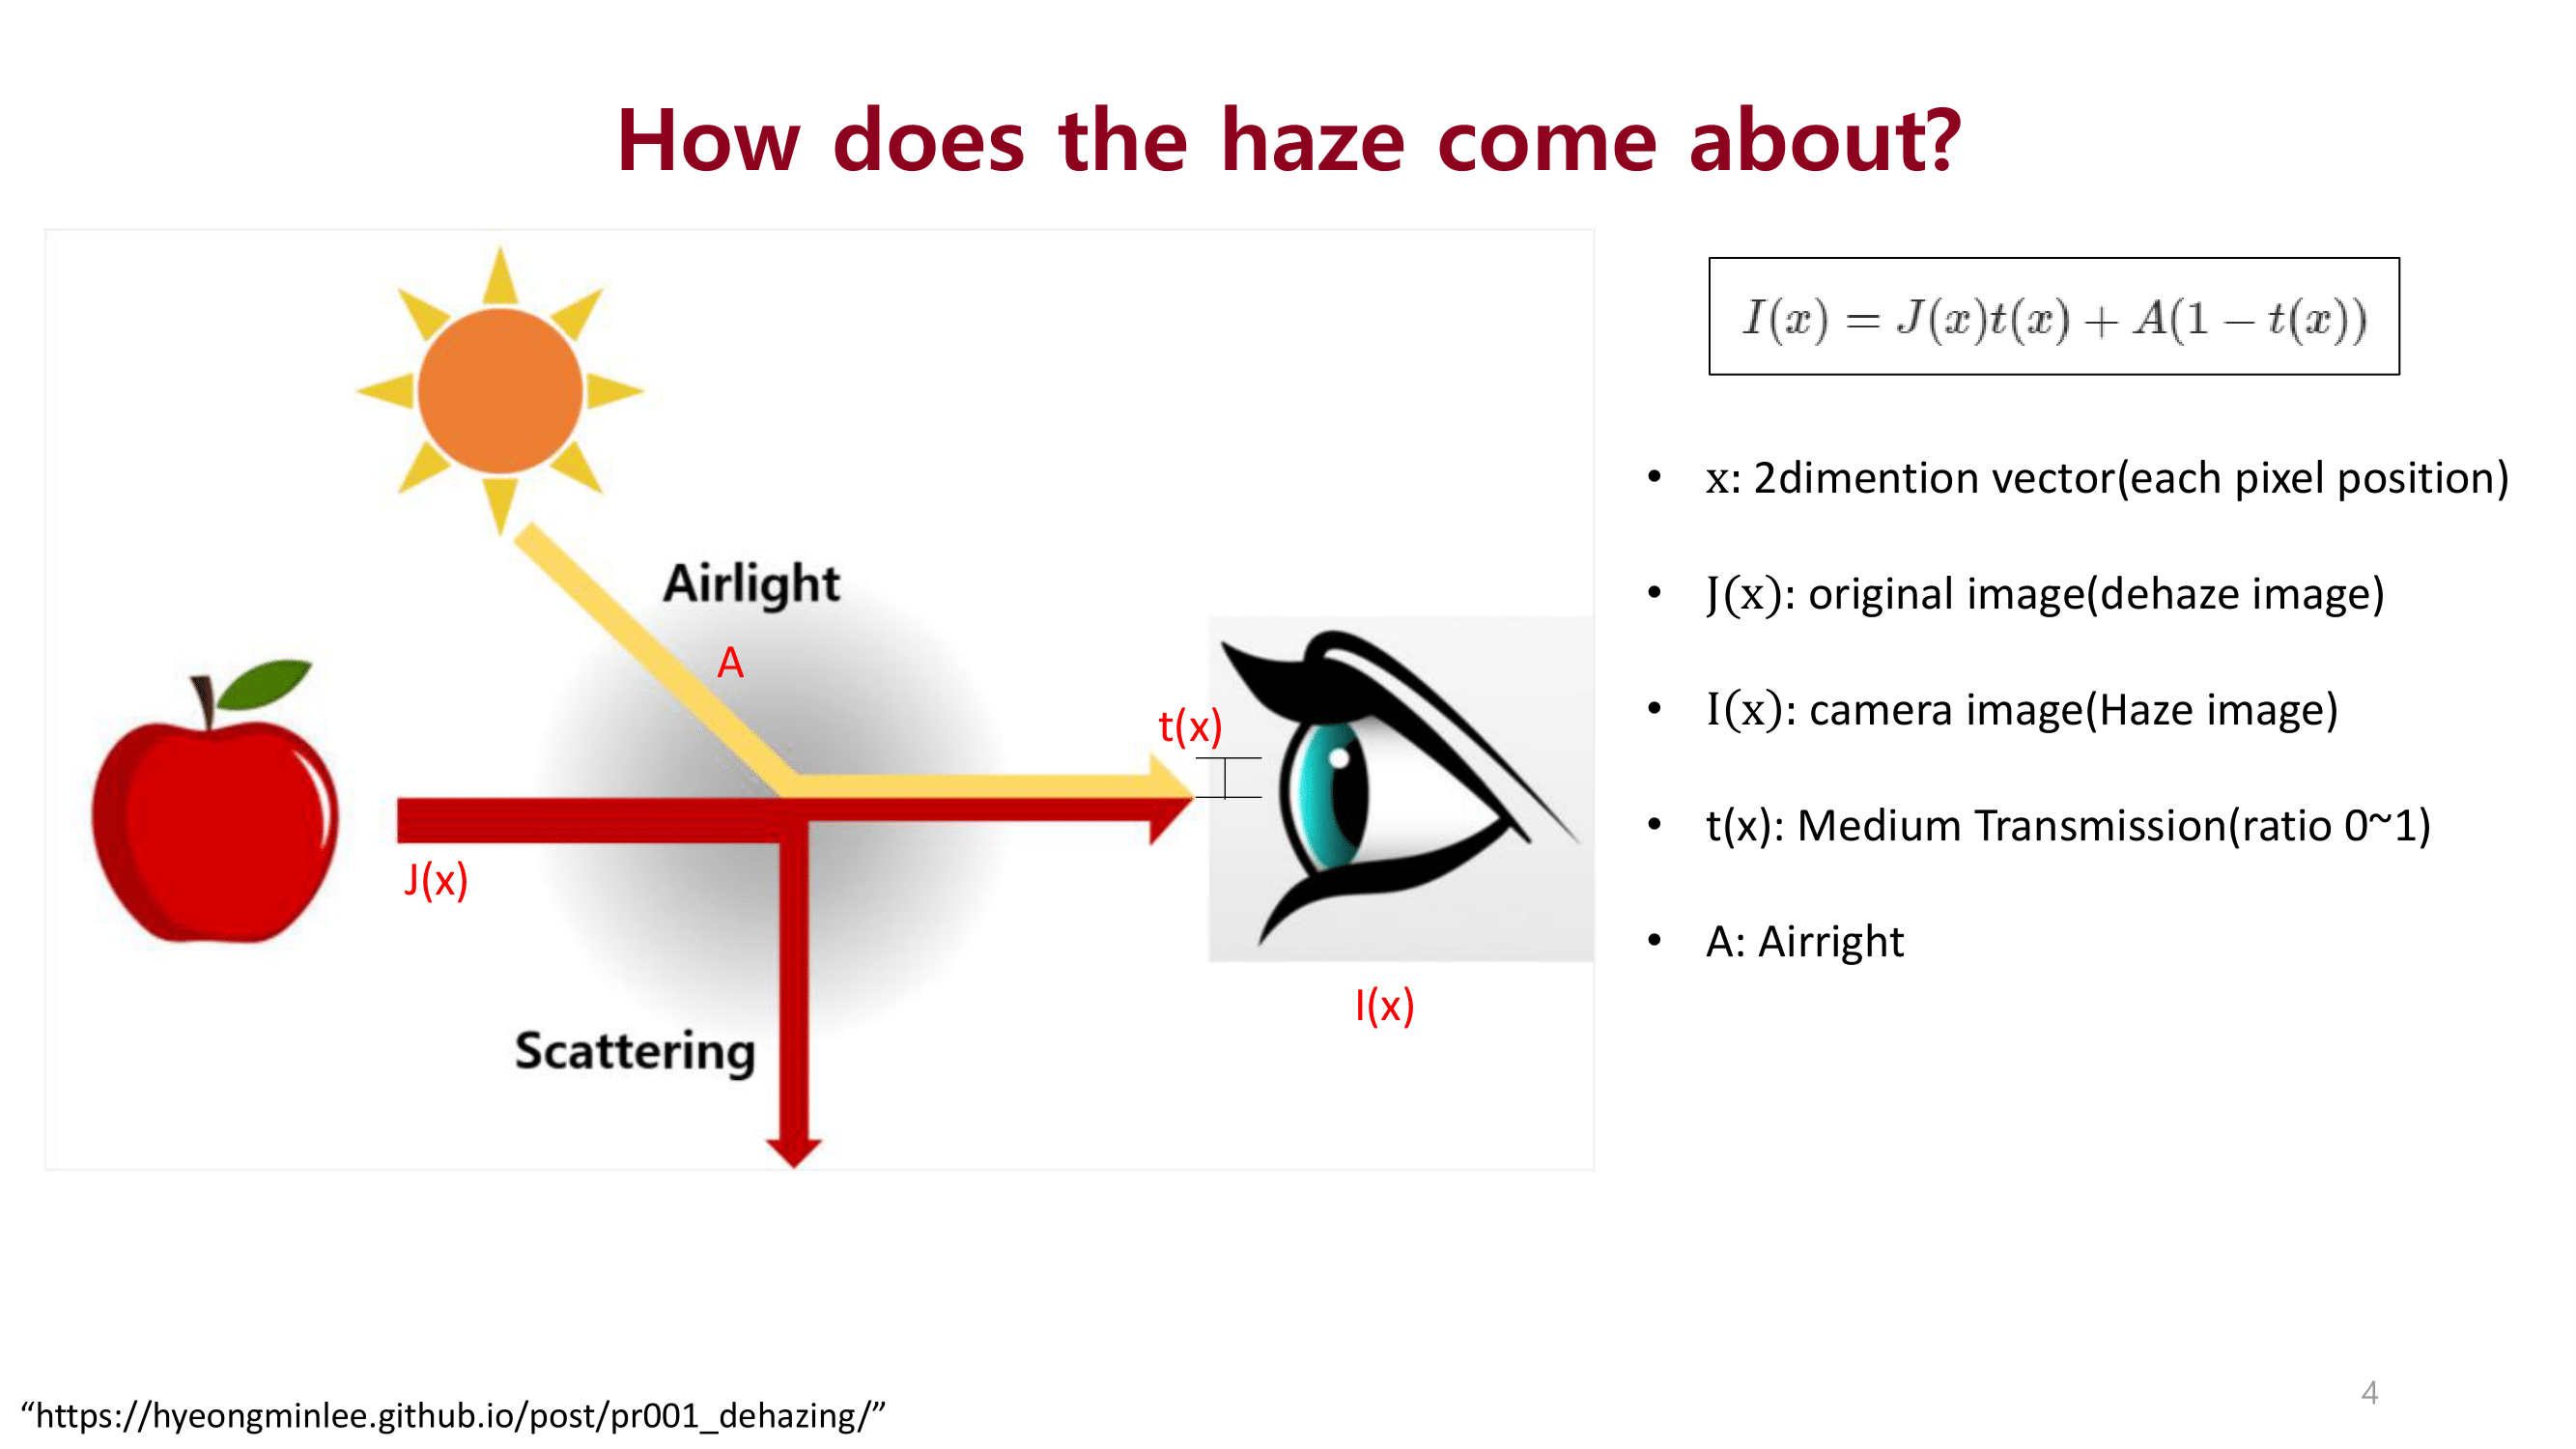 How does the haze come about?
I(x) = J(x)t(x) + A(1 − t(x))
• x: 2dimention vector(each pixel position)
• J(x): original image(dehaze image)
• I(x): camera image(Haze image)
• t(x): Medium Transmission(ratio 0~1)
• A: Airright
Airlight
A
t(x)
J(x)
I(x)
Scattering
“https://hyeongminlee.github.io/post/pr001_dehazing/”
4